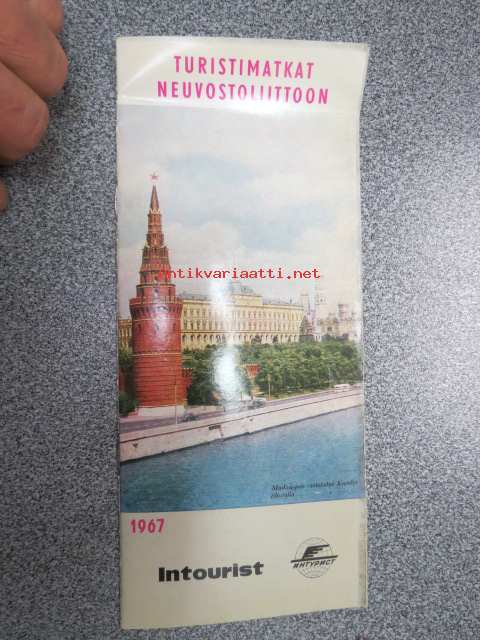 TURISTIMATKAT
NEUVOSTOLIITTOON
antikvariaatti.net
1967
Intourist
ИНТУРИСТ